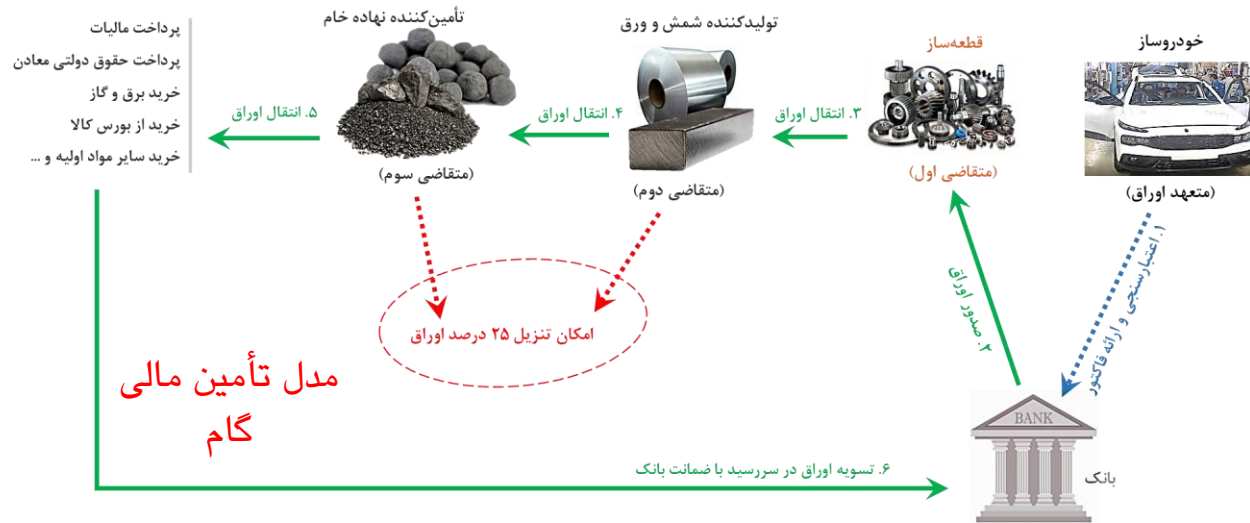 خودروساز
(متعهد اوراق)
۱. اعتبارسنجی و ارائه فاکتور
BANK
بانک
۲. صدور اوراق
قطعه‌ساز
(متقاضی اول)
۳. انتقال اوراق
تولیدکننده شمش و ورق
(متقاضی دوم)
۴. انتقال اوراق
تأمین‌کننده نهاده خام
(متقاضی سوم)
۵. انتقال اوراق
پرداخت مالیات
پرداخت حقوق دولتی معادن
خرید برق و گاز
خرید از بورس کالا
خرید سایر مواد اولیه و ...
امکان تنزیل ۲۵ درصد اوراق
مدل تأمین مالی
گام
۶. تسویه اوراق در سررسید با ضمانت بانک